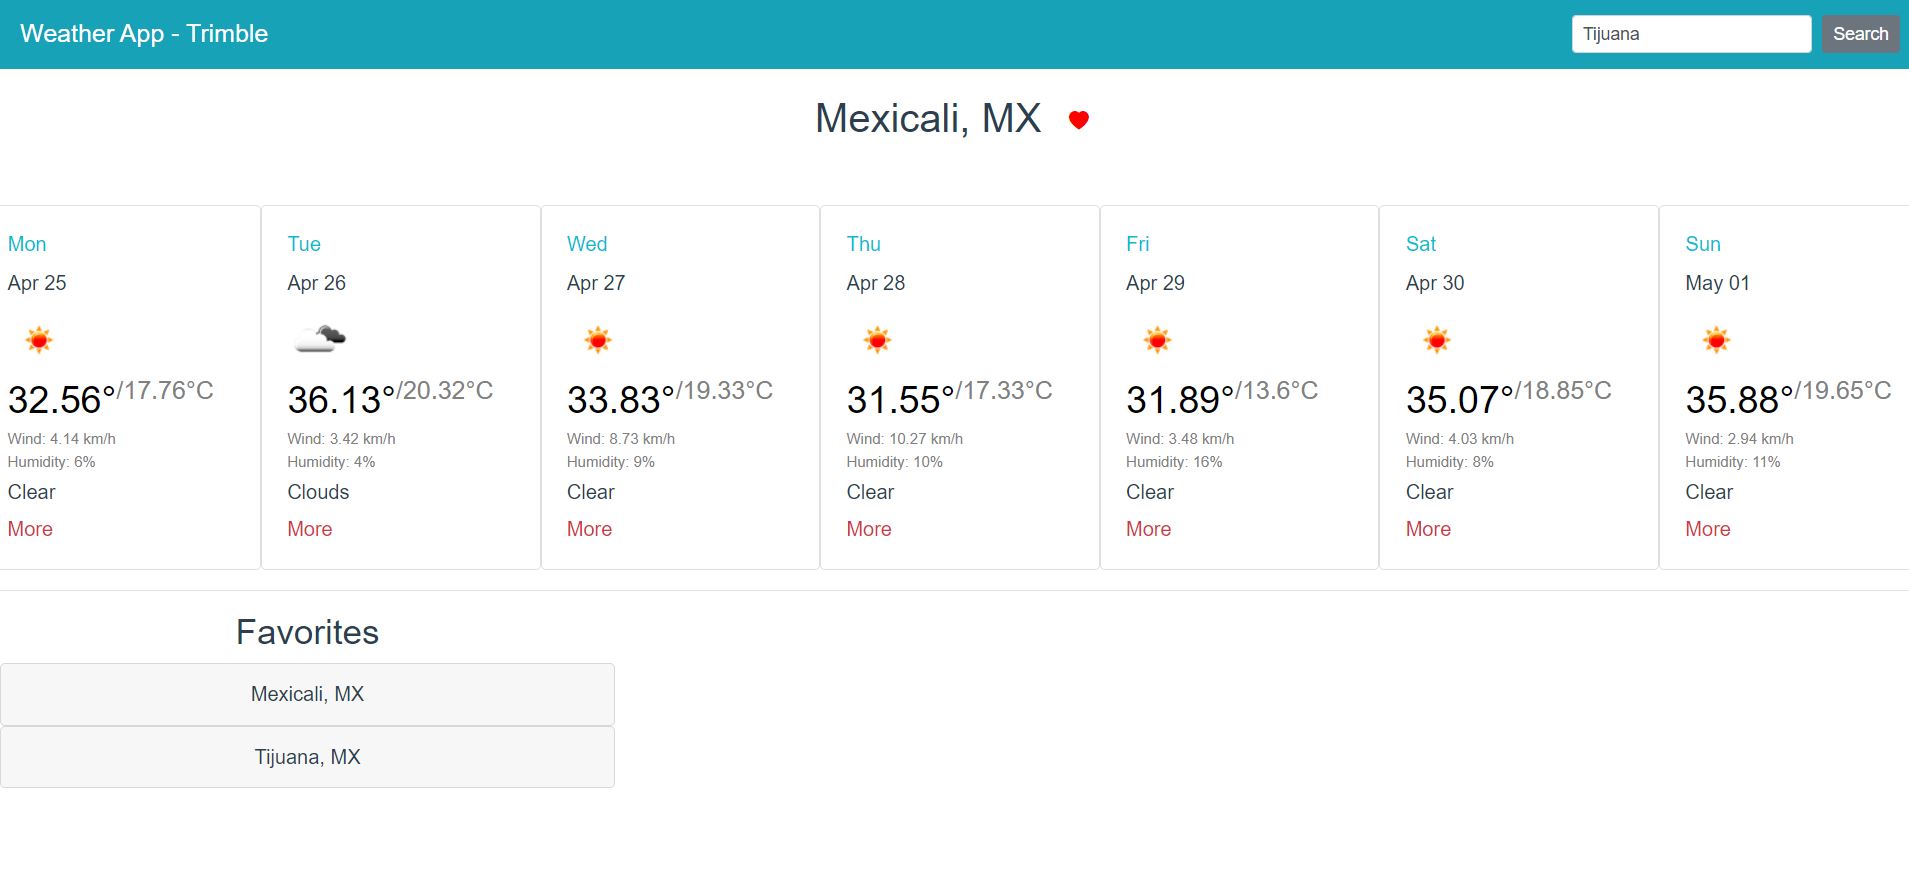 Weather App - Trimble
Tijuana
Search
Mexicali, MX
Mon
Apr 25
32.56°/17.76°C
Wind: 4.14 km/h
Humidity: 6%
Clear
More
Tue
Apr 26
36.13°/20.32°C
Wind: 3.42 km/h
Humidity: 4%
Clouds
More
Wed
Apr 27
33.83°/19.33°C
Wind: 8.73 km/h
Humidity: 9%
Clear
More
Thu
Apr 28
31.55°/17.33°C
Wind: 10.27 km/h
Humidity: 10%
Clear
More
Fri
Apr 29
31.89°/13.6°C
Wind: 3.48 km/h
Humidity: 16%
Clear
More
Sat
Apr 30
35.07°/18.85°C
Wind: 4.03 km/h
Humidity: 8%
Clear
More
Sun
May 01
35.88°/19.65°C
Wind: 2.94 km/h
Humidity: 11%
Clear
More
Favorites
Mexicali, MX
Tijuana, MX